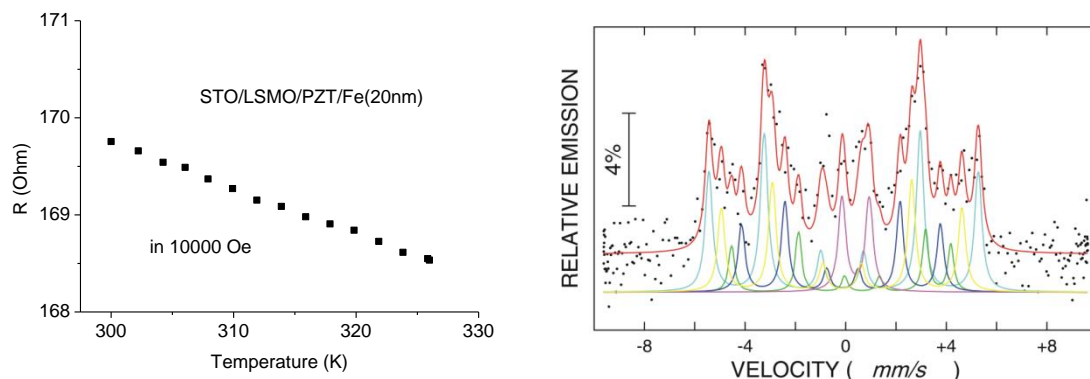 171
170
169
168
R (Ohm)
STO/LSMO/PZT/Fe(20nm)
in 10000 Oe
300 310 320 330
Temperature (K)
RELATIVE EMISSION
4%
-8 -4 0 +4 +8
VELOCITY ( mm/s )